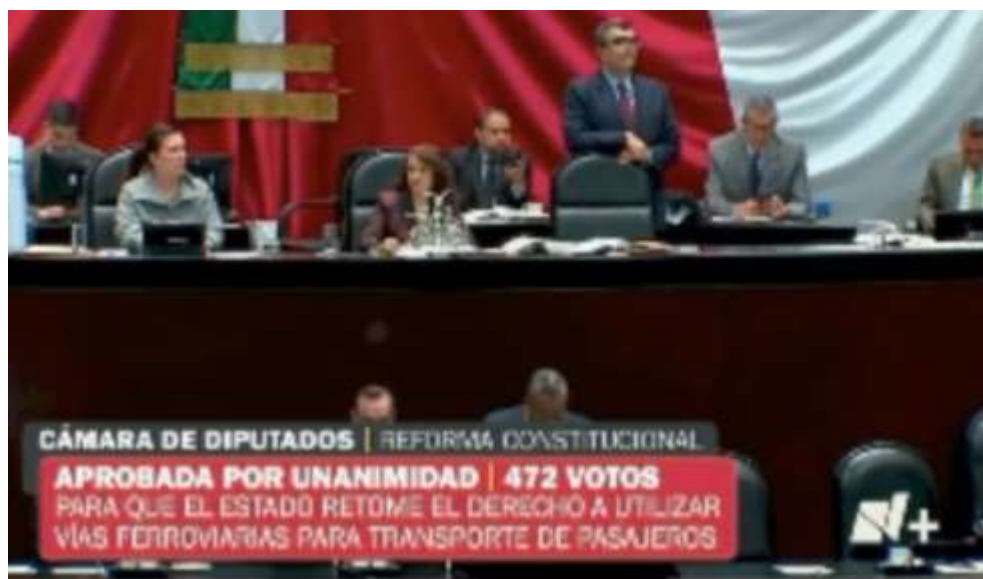 CÁMARA DE DIPUTADOS | REFORMA CONSTITUCIONAL
APROBADA POR UNANIMIDAD | 472 VOTOS
PARA QUE EL ESTADO RETOME EL DERECHO A UTILIZAR
VÍAS FERROVIARIAS PARA TRANSPORTE DE PASAJEROS
N+